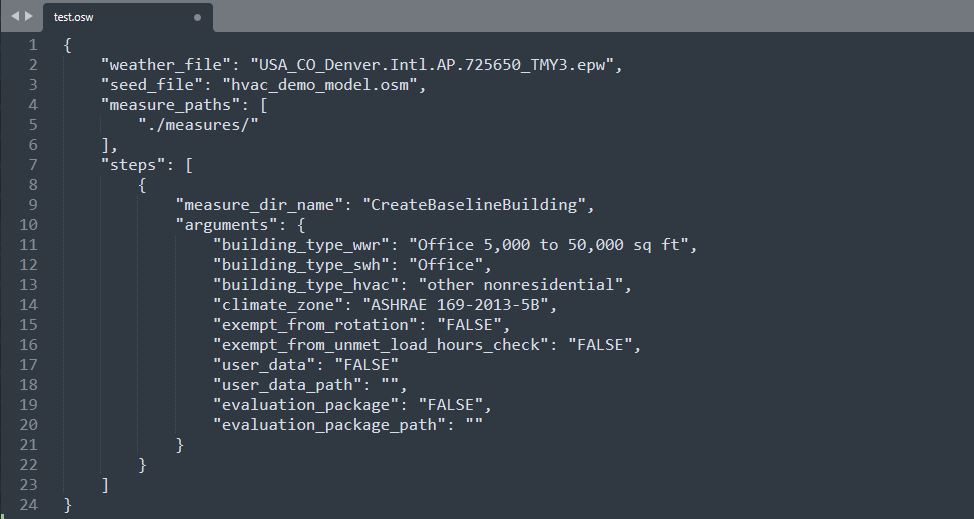 test.osw
1 {
2 "weather_file": "USA_CO_Denver.Intl.AP.725650_TMY3.epw",
3 "seed_file": "hvac_demo_model.osm",
4 "measure_paths": [
5 "./measures/"
6 ],
7 "steps": [
8 {
9 "measure_dir_name": "CreateBaselineBuilding",
10 "arguments": {
11 "building_type_wwr": "Office 5,000 to 50,000 sq ft",
12 "building_type_swh": "Office",
13 "building_type_hvac": "other nonresidential",
14 "climate_zone": "ASHRAE 169-2013-5B",
15 "exempt_from_rotation": "FALSE",
16 "exempt_from_unmet_load_hours_check": "FALSE",
17 "user_data": "FALSE"
18 "user_data_path": "",
19 "evaluation_package": "FALSE",
20 "evaluation_package_path": ""
21 }
22 }
23 ]
24 }